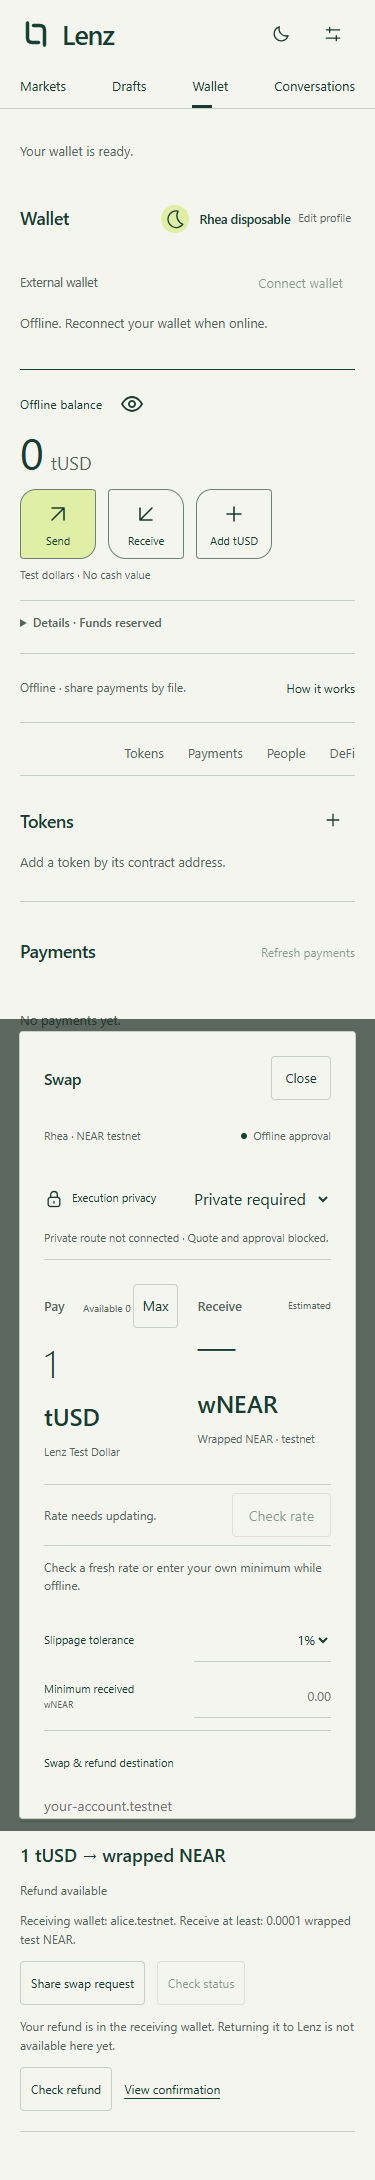 Lenz
Markets Drafts Wallet Conversations
Your wallet is ready.
Wallet Rhea disposable Edit profile
External wallet Connect wallet
Offline. Reconnect your wallet when online.
Offline balance
0 tUSD
Send Receive Add tUSD
Test dollars · No cash value
Details · Funds reserved
Offline · share payments by file. How it works
Tokens Payments People DeFi
Tokens
Add a token by its contract address.
Payments Refresh payments
No payments yet.
Swap Close
Rhea · NEAR testnet Offline approval
Execution privacy Private required
Private route not connected · Quote and approval blocked.
Pay Available 0 Max Receive Estimated
1 —
tUSD wNEAR
Lenz Test Dollar Wrapped NEAR · testnet
Rate needs updating. Check rate
Check a fresh rate or enter your own minimum while
offline.
Slippage tolerance 1%
Minimum received
wNEAR 0.00
Swap & refund destination
your-account.testnet
1 tUSD → wrapped NEAR
Refund available
Receiving wallet: alice.testnet. Receive at least: 0.0001 wrapped
test NEAR.
Share swap request Check status
Your refund is in the receiving wallet. Returning it to Lenz is not
available here yet.
Check refund View confirmation